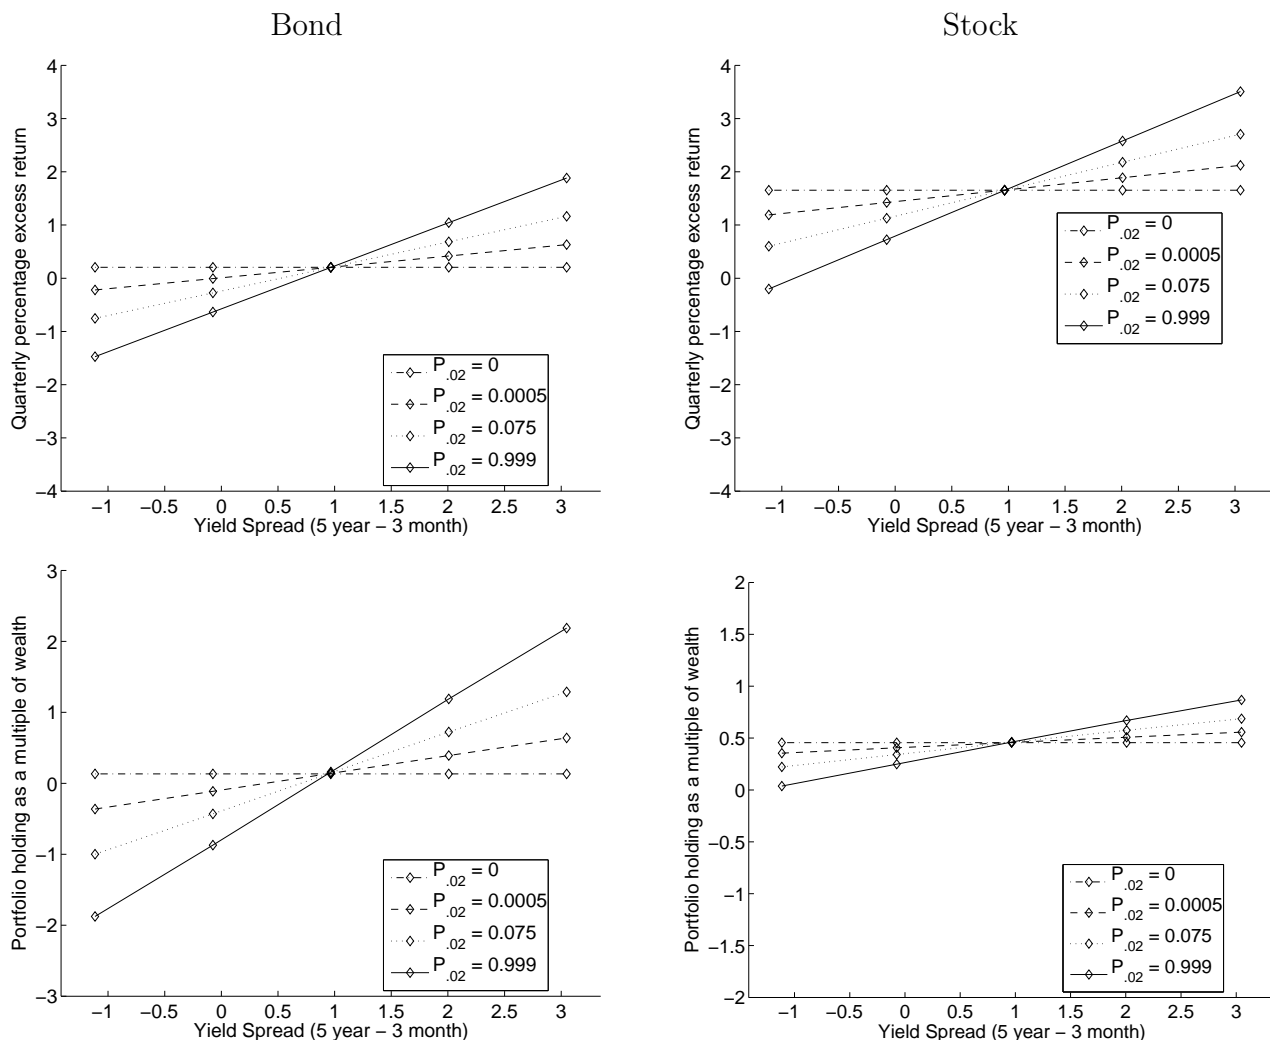 Bond
Stock
4
3
2
1
0
−1
−2
−3
−4
Quarterly percentage excess return
−1 −0.5 0 0.5 1 1.5 2 2.5 3
Yield Spread (5 year − 3 month)
P.02 = 0
P.02 = 0.0005
P.02 = 0.075
P.02 = 0.999
4
3
2
1
0
−1
−2
−3
−4
Quarterly percentage excess return
−1 −0.5 0 0.5 1 1.5 2 2.5 3
Yield Spread (5 year − 3 month)
P.02 = 0
P.02 = 0.0005
P.02 = 0.075
P.02 = 0.999
3
2
1
0
−1
−2
−3
Portfolio holding as a multiple of wealth
−1 −0.5 0 0.5 1 1.5 2 2.5 3
Yield Spread (5 year − 3 month)
P.02 = 0
P.02 = 0.0005
P.02 = 0.075
P.02 = 0.999
2
1.5
1
0.5
0
−0.5
−1
−1.5
−2
Portfolio holding as a multiple of wealth
−1 −0.5 0 0.5 1 1.5 2 2.5 3
Yield Spread (5 year − 3 month)
P.02 = 0
P.02 = 0.0005
P.02 = 0.075
P.02 = 0.999